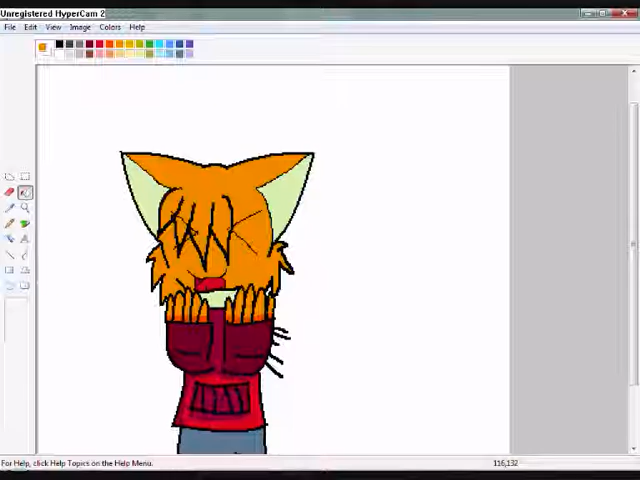 Unregistered HyperCam 2
File Edit View Image Colors Help
For Help, click Help Topics on the Help Menu.
116,132